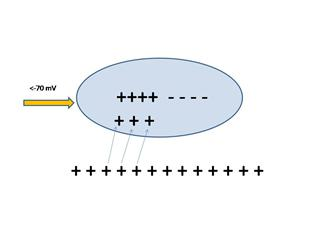 <-70 mV
++++ - - - -
+ + +
+ + + + + + + + + + + + +